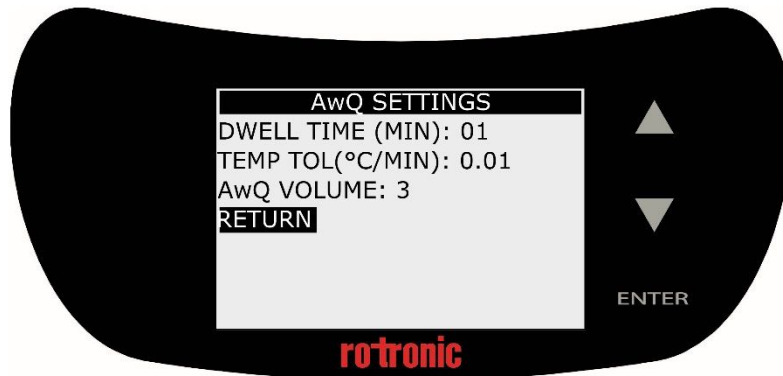 AwQ SETTINGS
DWELL TIME (MIN): 01
TEMP TOL(°C/MIN): 0.01
AwQ VOLUME: 3
RETURN
ENTER
rotronic